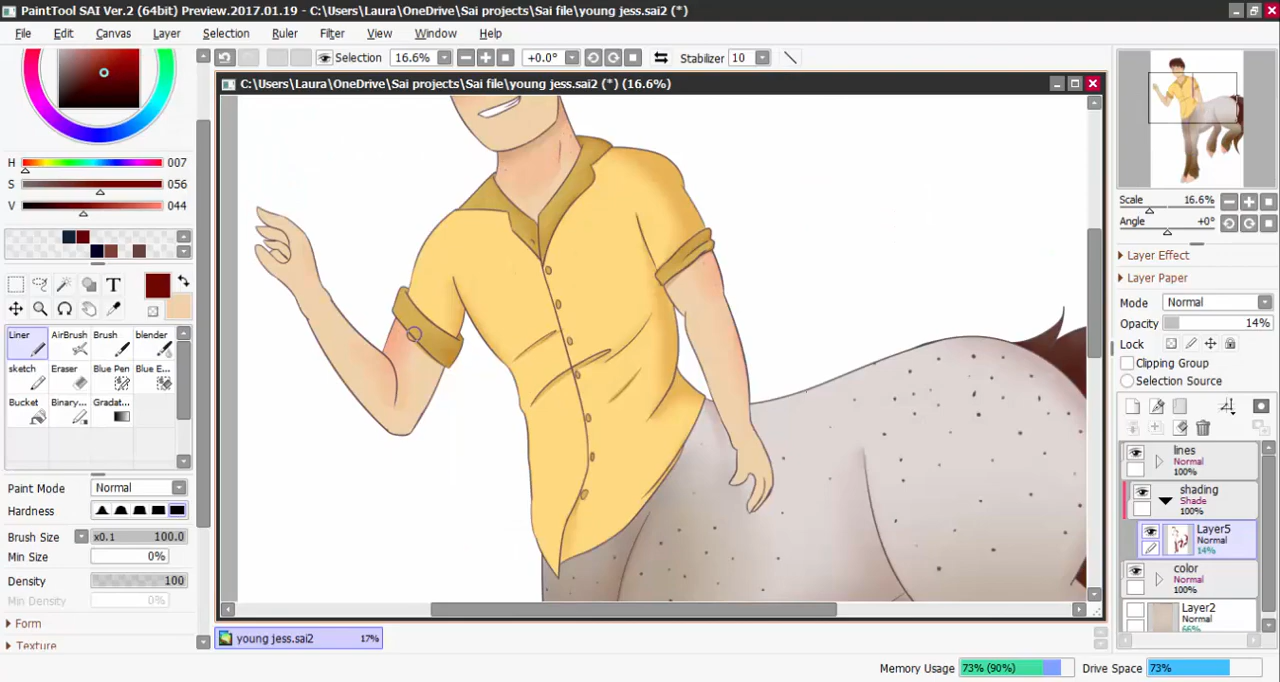 PaintTool SAI Ver.2 (64bit) Preview.2017.01.19 - C:\Users\Laura\OneDrive\Sai projects\Sai file\young jess.sai2 (*)
File Edit Canvas Layer Selection Ruler Filter View Window Help
Selection 16.6% +0.0° Stabilizer 10
C:\Users\Laura\OneDrive\Sai projects\Sai file\young jess.sai2 (*) (16.6%)
H 007
S 056
V 044
T
Liner AirBrush Brush blender
sketch Eraser Blue Pen Blue E...
Bucket Binary... Gradat...
Paint Mode Normal
Hardness
Brush Size x0.1 100.0
Min Size 0%
Density 100
Min Density 0%
Form
Texture
Scale 16.6%
Angle +0°
Layer Effect
Layer Paper
Mode Normal
Opacity 14%
Lock
Clipping Group
Selection Source
lines
Normal
100%
shading
Shade
100%
Layer5
Normal
14%
color
Normal
100%
Layer2
Normal
66%
young jess.sai2 17%
Memory Usage 73% (90%) Drive Space 73%